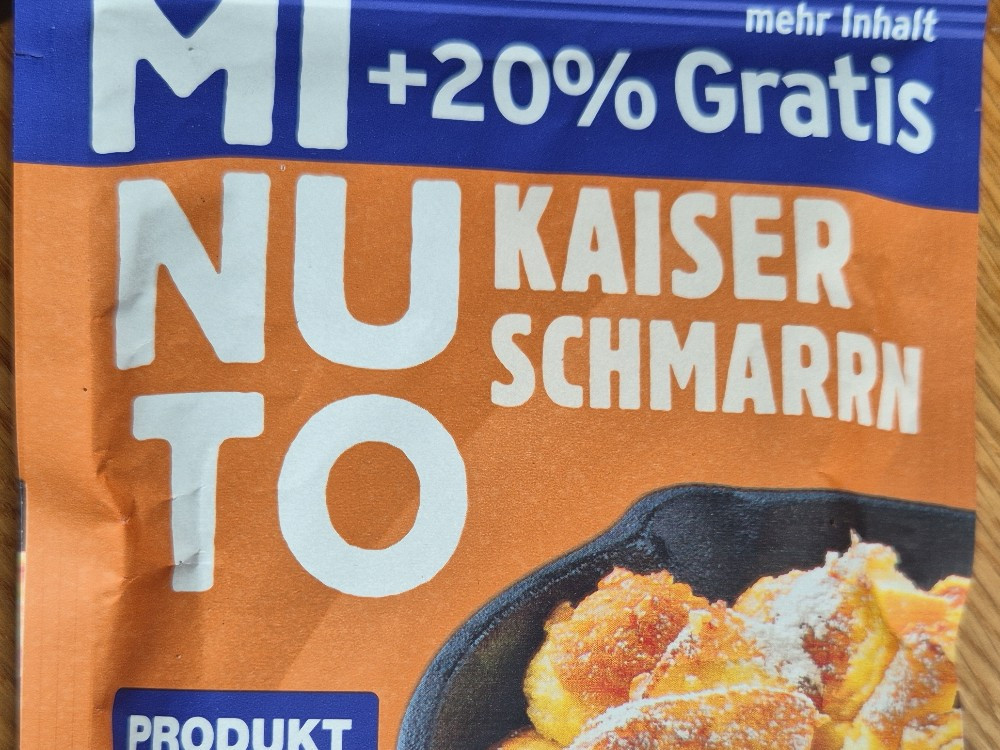 mehr Inhalt
+20% Gratis
MI
NU
TO
KAISER
SCHMARRN
PRODUKT